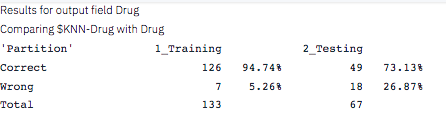 Results for output field Drug
Comparing $KNN-Drug with Drug
'Partition' 1_Training 2_Testing
Correct 126 94.74% 49 73.13%
Wrong 7 5.26% 18 26.87%
Total 133 67